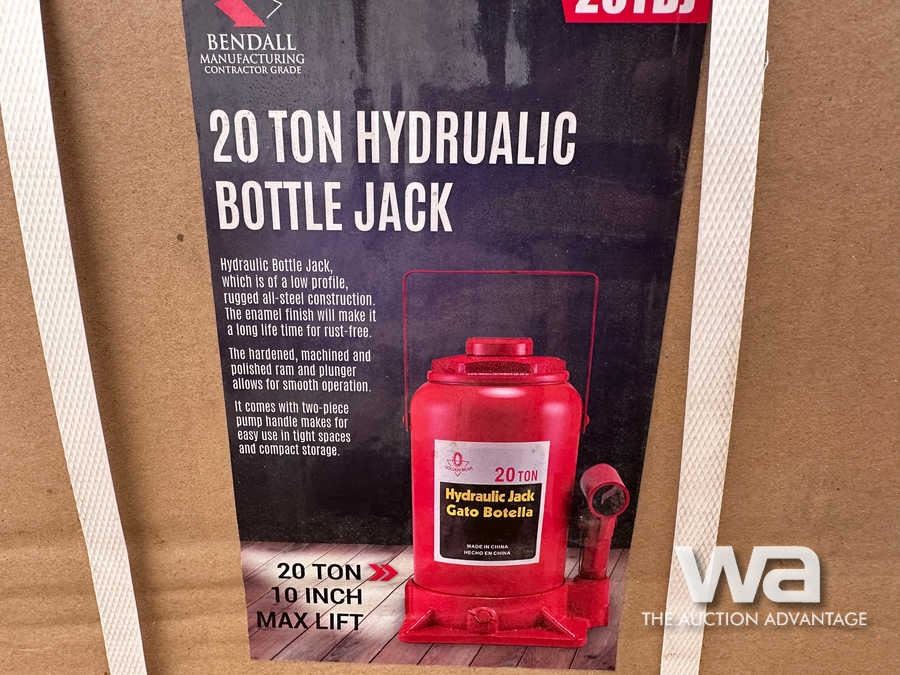 BENDALL
MANUFACTURING
CONTRACTOR GRADE
20 TON HYDRUALIC
BOTTLE JACK
Hydraulic Bottle Jack,
which is of a low profile,
rugged all-steel construction.
The enamel finish will make it
a long life time for rust-free.
The hardened, machined and
polished ram and plunger
allows for smooth operation.
It comes with two-piece
pump handle makes for
easy use in tight spaces
and compact storage.
20 TON
Hydraulic Jack
Gato Botella
MADE IN CHINA
HECHO EN CHINA
20 TON
10 INCH
MAX LIFT
wa
THE AUCTION ADVANTAGE